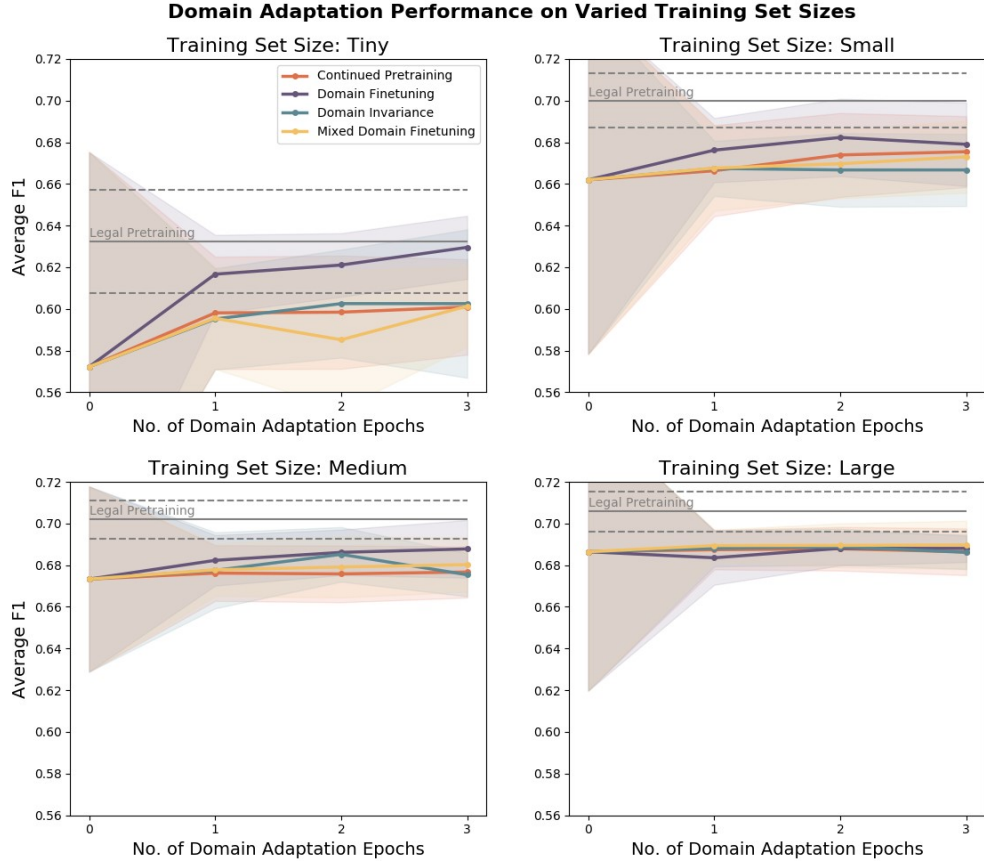 Domain Adaptation Performance on Varied Training Set Sizes
Training Set Size: Tiny
0.72
0.70
0.68
0.66
0.64
0.62
0.60
0.58
0.56
Average F1
Continued Pretraining
Domain Finetuning
Domain Invariance
Mixed Domain Finetuning
Legal Pretraining
0 1 2 3
No. of Domain Adaptation Epochs
Training Set Size: Small
0.72
0.70
0.68
0.66
0.64
0.62
0.60
0.58
0.56
Legal Pretraining
0 1 2 3
No. of Domain Adaptation Epochs
Training Set Size: Medium
0.72
0.70
0.68
0.66
0.64
0.62
0.60
0.58
0.56
Average F1
Legal Pretraining
0 1 2 3
No. of Domain Adaptation Epochs
Training Set Size: Large
0.72
0.70
0.68
0.66
0.64
0.62
0.60
0.58
0.56
Legal Pretraining
0 1 2 3
No. of Domain Adaptation Epochs